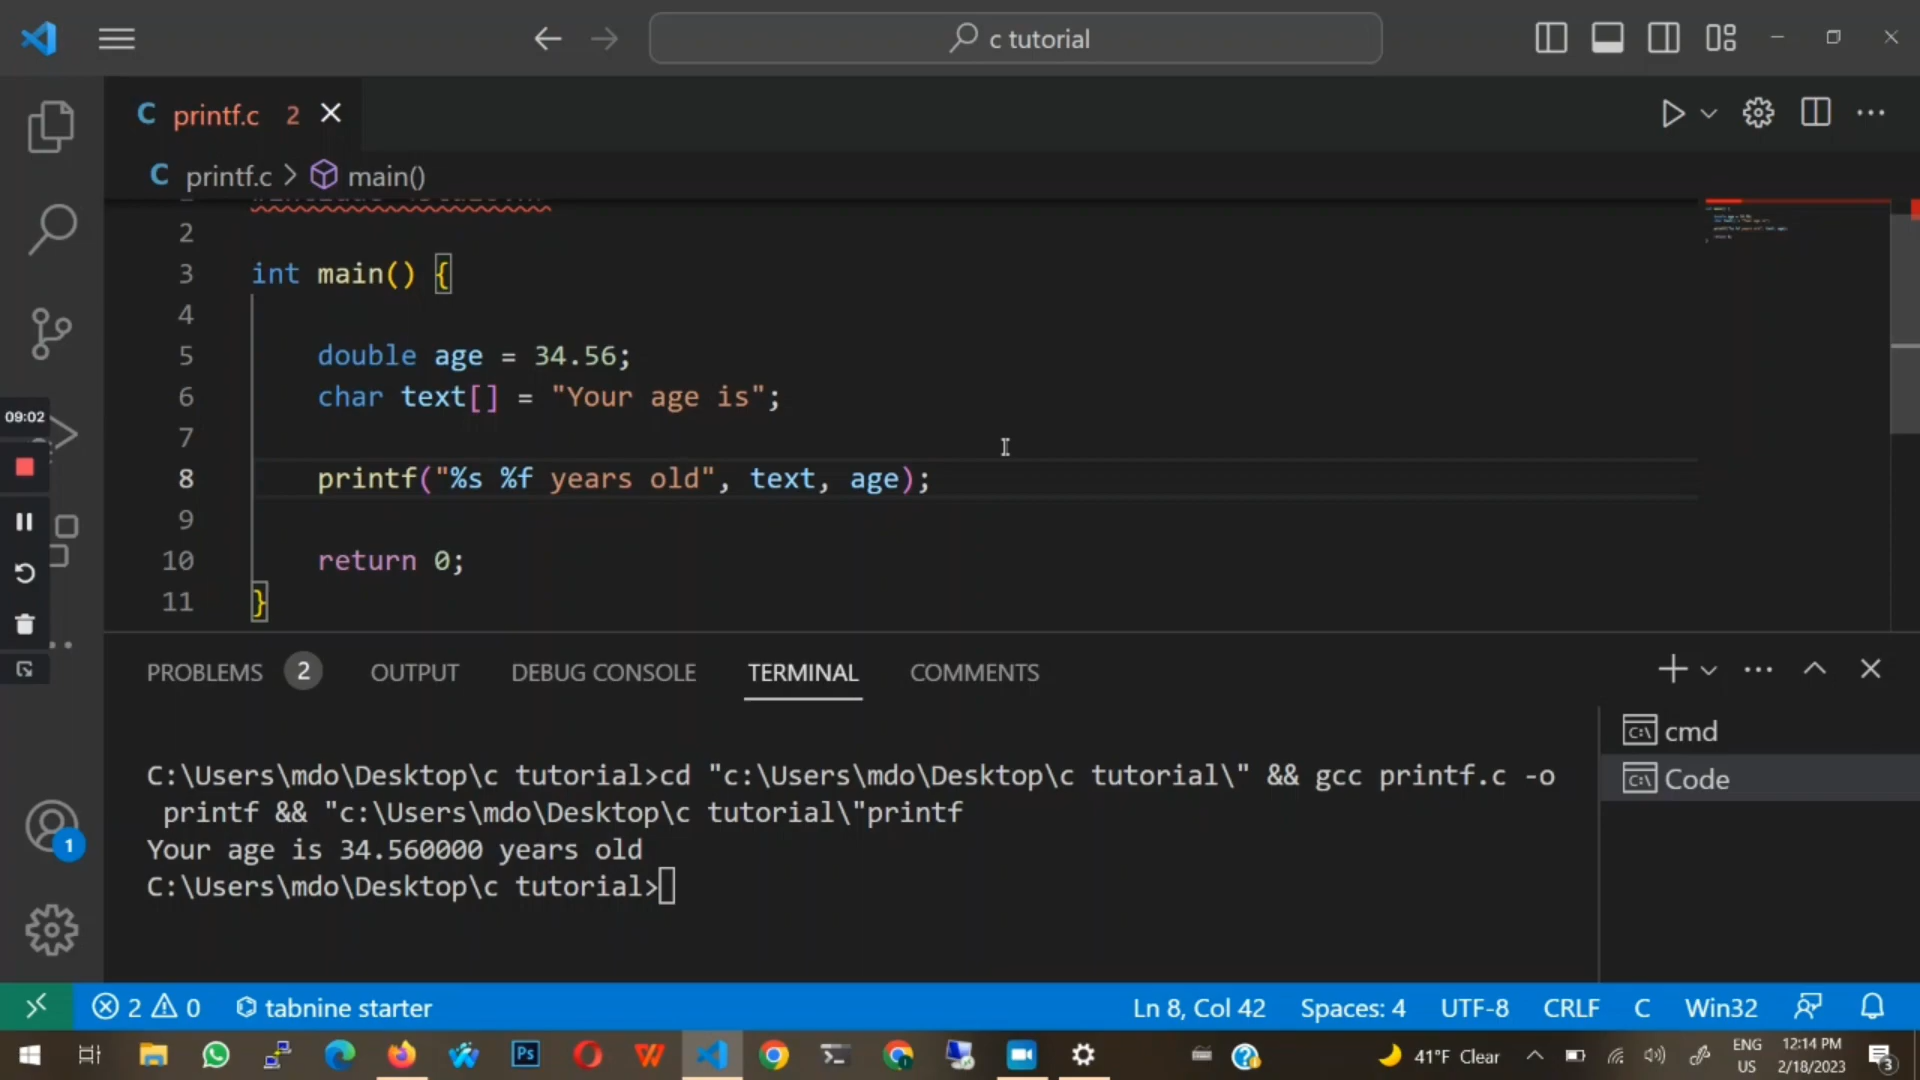 c tutorial
C printf.c 2
C printf.c > main()
2
3 int main() {
4
5 double age = 34.56;
6 char text[] = "Your age is";
7
8 printf("%s %f years old", text, age);
9
10 return 0;
11 }
09:02
PROBLEMS 2 OUTPUT DEBUG CONSOLE TERMINAL COMMENTS
cmd
Code
C:\Users\mdo\Desktop\c tutorial>cd "c:\Users\mdo\Desktop\c tutorial\" && gcc printf.c -o
printf && "c:\Users\mdo\Desktop\c tutorial\"printf
Your age is 34.560000 years old
C:\Users\mdo\Desktop\c tutorial>
1
2 0 tabnine starter Ln 8, Col 42 Spaces: 4 UTF-8 CRLF C Win32
Ps
41°F Clear
ENG
US
12:14 PM
2/18/2023
3